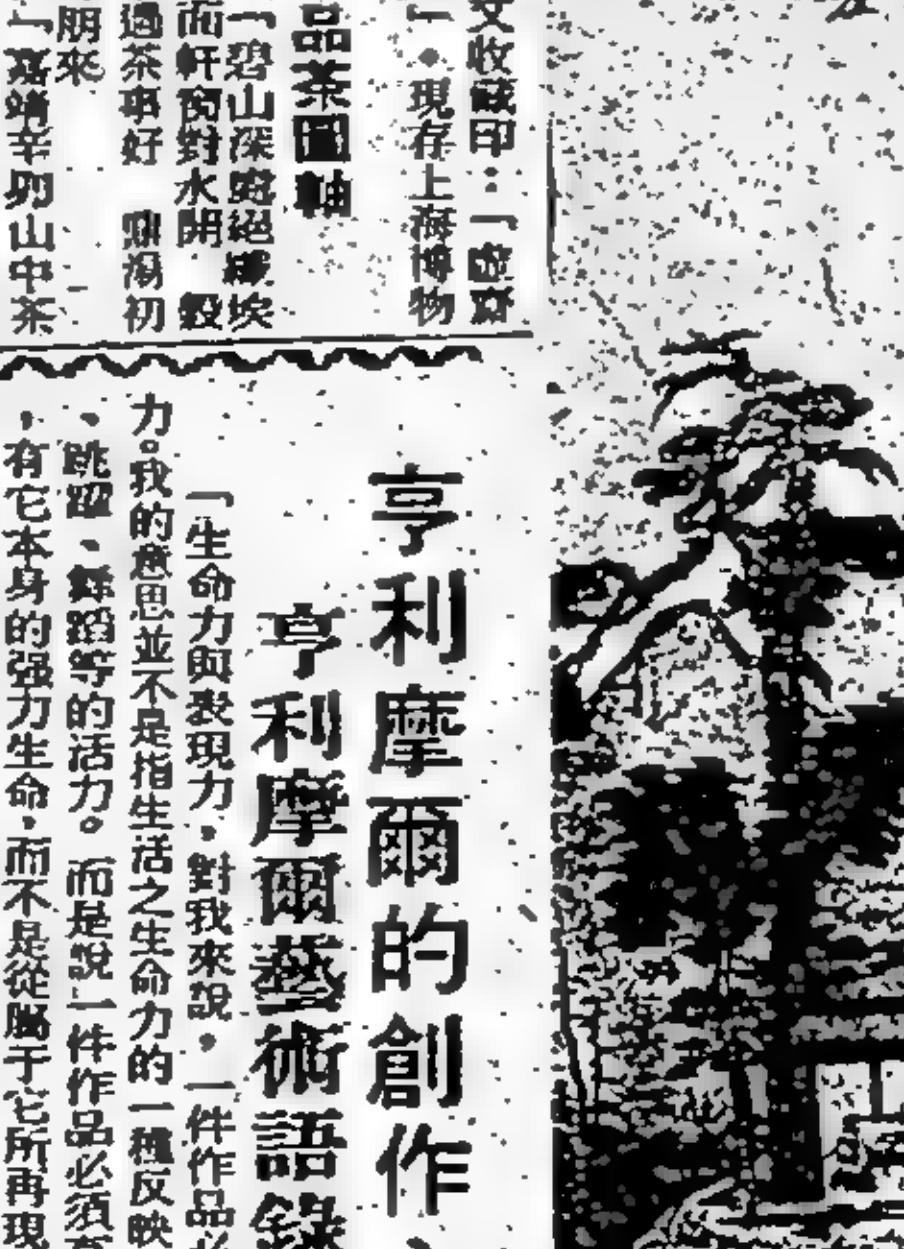 文收藏印：「
」。現存上海博物
品茶圖軸
「碧山深處絕纖埃
而軒窗對水開　穀
過茶事好　鼎湯初
朋來
「嘉靖辛卯山中茶
亨利摩爾的創作、
亨利摩爾藝術語錄
「生命力與表現力，對我來說，一件作品必
力。我的意思並不是指生活之生命力的一種反映
、跳躍、舞蹈等的活力。而是說一件作品必須有
，有它本身的强力生命，而不是從屬于它所再現